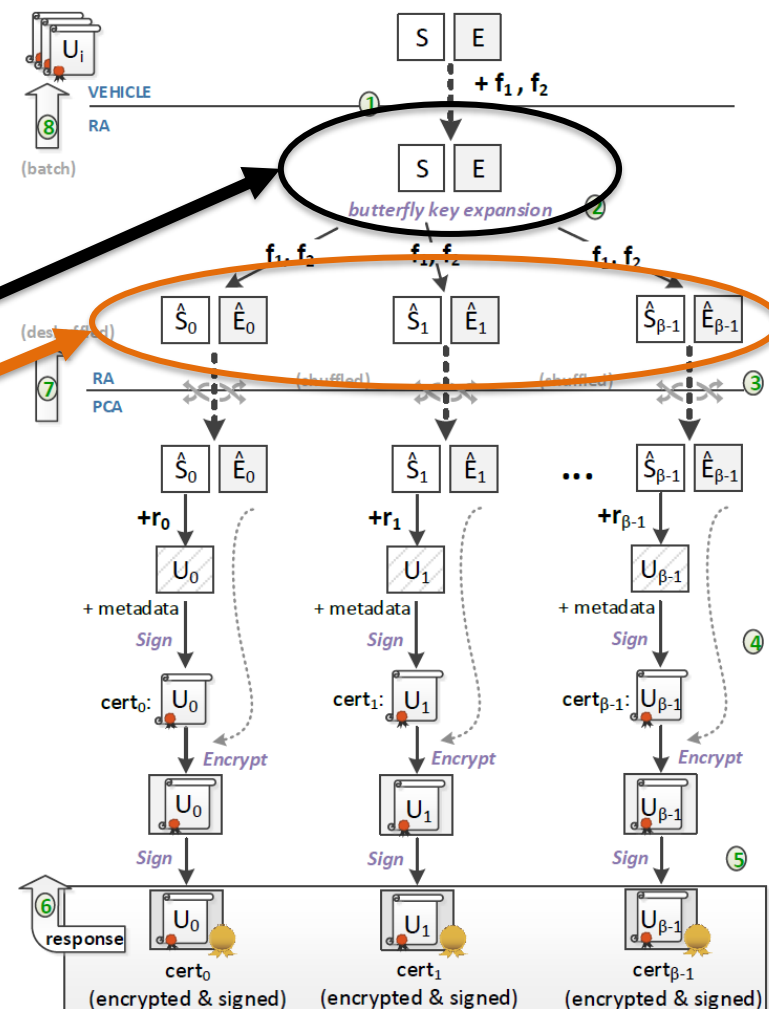 S E
U_i
+ f₁ , f₂
VEHICLE
1
RA
8
(batch)
S E
butterfly key expansion 2
f₁, f₂ f₁, f₂ f₁, f₂
Ŝ₀ Ê₀ Ŝ₁ Ê₁ Ŝβ-1 Êβ-1
(deshuffled)
7
RA (shuffled) (shuffled) 3
PCA
Ŝ₀ Ê₀ Ŝ₁ Ê₁ ... Ŝβ-1 Êβ-1
+r₀ +r₁ +rβ-1
U₀ U₁ Uβ-1
+ metadata + metadata + metadata
Sign Sign Sign 4
cert₀: U₀ cert₁: U₁ certβ-1: Uβ-1
Encrypt Encrypt Encrypt
U₀ U₁ Uβ-1
Sign Sign Sign 5
6
response
U₀ U₁ Uβ-1
cert₀ cert₁ certβ-1
(encrypted & signed) (encrypted & signed) (encrypted & signed)